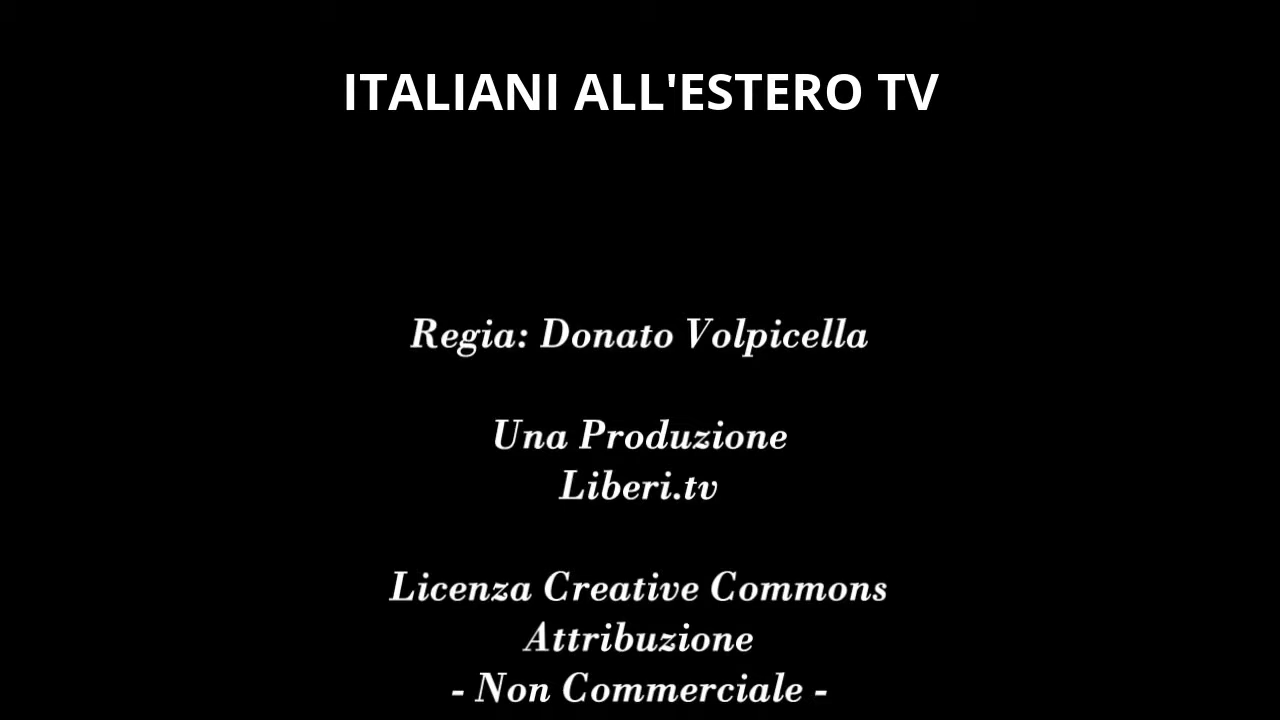 ITALIANI ALL'ESTERO TV
Regia: Donato Volpicella
Una Produzione
Liberi.tv
Licenza Creative Commons
Attribuzione
- Non Commerciale -